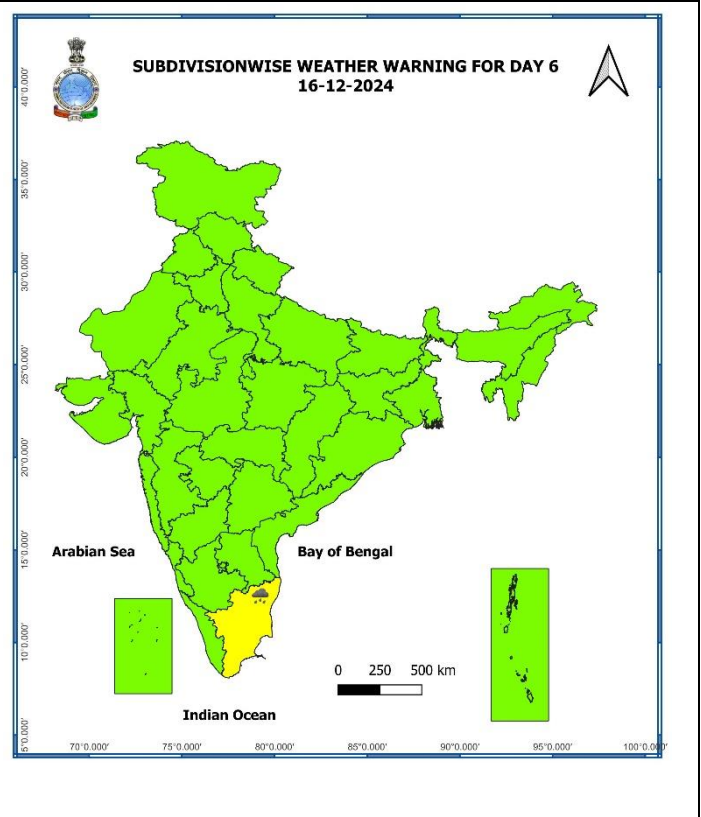 SUBDIVISIONWISE WEATHER WARNING FOR DAY 6
16-12-2024
40°0.000'
35°0.000'
30°0.000'
25°0.000'
20°0.000'
15°0.000'
10°0.000'
5°0.000'
Arabian Sea
Bay of Bengal
0 250 500 km
Indian Ocean
70°0.000' 75°0.000' 80°0.000' 85°0.000' 90°0.000' 95°0.000' 100°0.000'